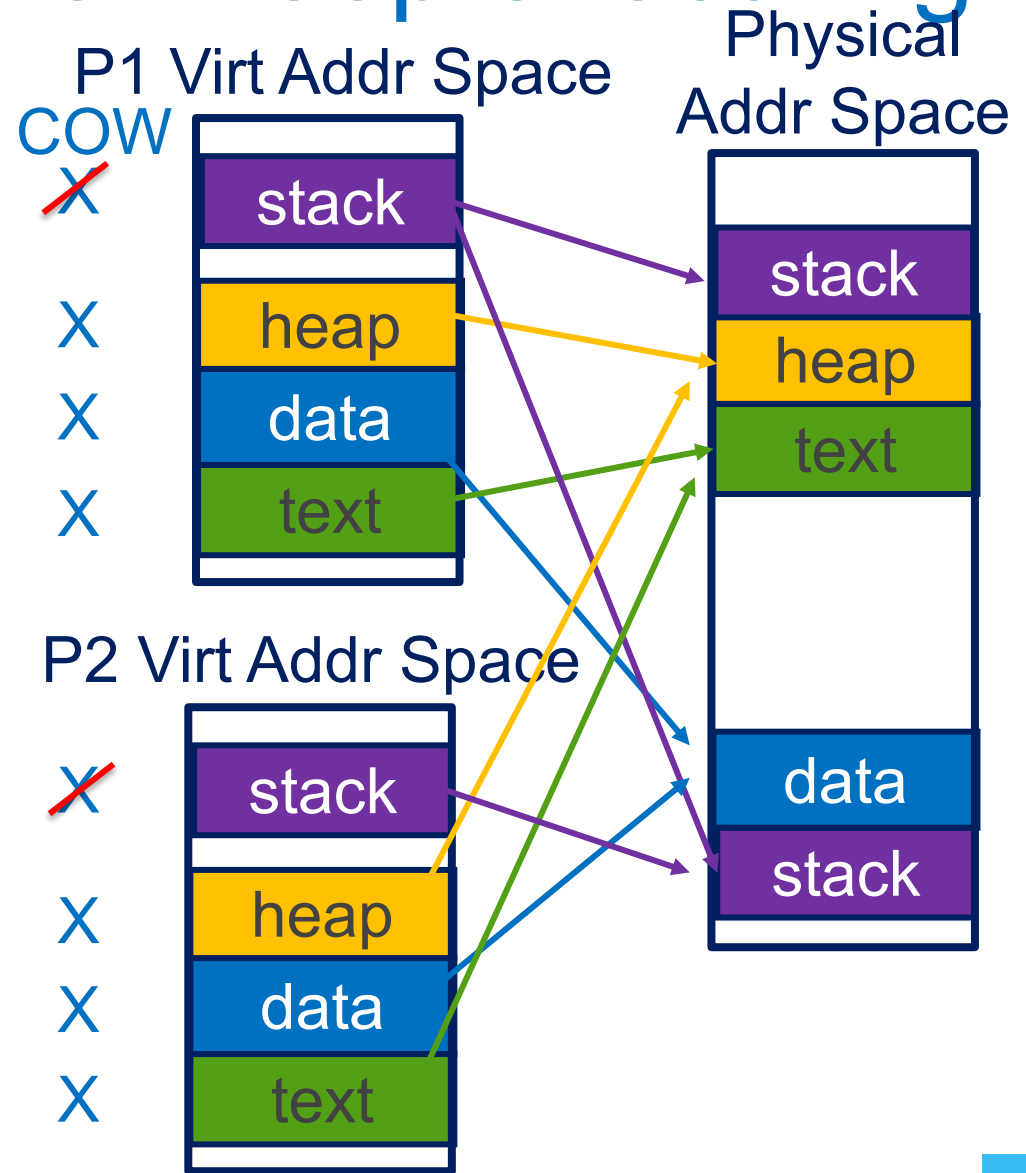 P1 Virt Addr Space
COW
X
stack
X
heap
X
data
X
text
P2 Virt Addr Space
X
stack
X
heap
X
data
X
text
Physical
Addr Space
stack
heap
text
data
stack